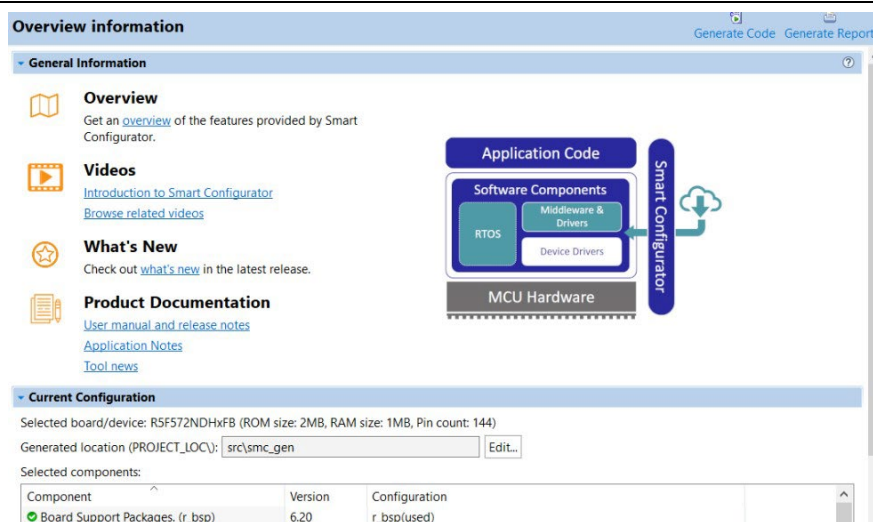 Overview information
Generate Code Generate Report
General Information
Overview
Get an overview of the features provided by Smart
Configurator.
Videos
Introduction to Smart Configurator
Browse related videos
What's New
Check out what's new in the latest release.
Product Documentation
User manual and release notes
Application Notes
Tool news
Application Code
Software Components
RTOS
Middleware &
Drivers
Device Drivers
MCU Hardware
Smart Configurator
Current Configuration
Selected board/device: R5F572NDHxFB (ROM size: 2MB, RAM size: 1MB, Pin count: 144)
Generated location (PROJECT_LOC\): src\smc_gen Edit...
Selected components:
Component Version Configuration
Board Support Packages. (r_bsp) 6.20 r_bsp(used)